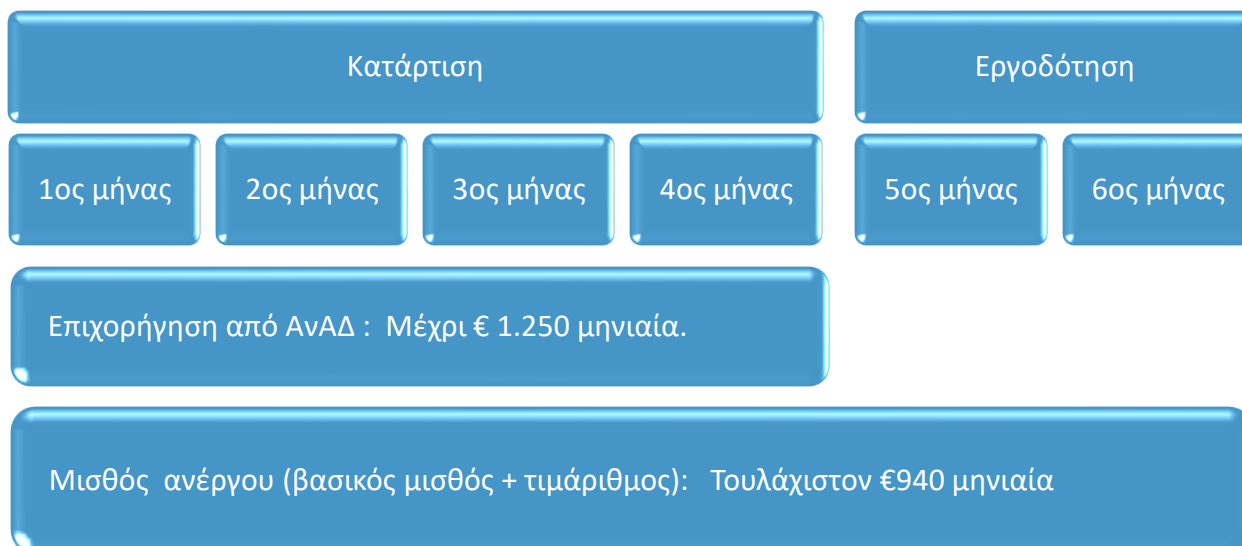 Κατάρτιση
Εργοδότηση
1ος μήνας
2ος μήνας
3ος μήνας
4ος μήνας
5ος μήνας
6ος μήνας
Επιχορήγηση από ΑνΑΔ : Μέχρι € 1.250 μηνιαία.
Μισθός ανέργου (βασικός μισθός + τιμάριθμος): Τουλάχιστον €940 μηνιαία